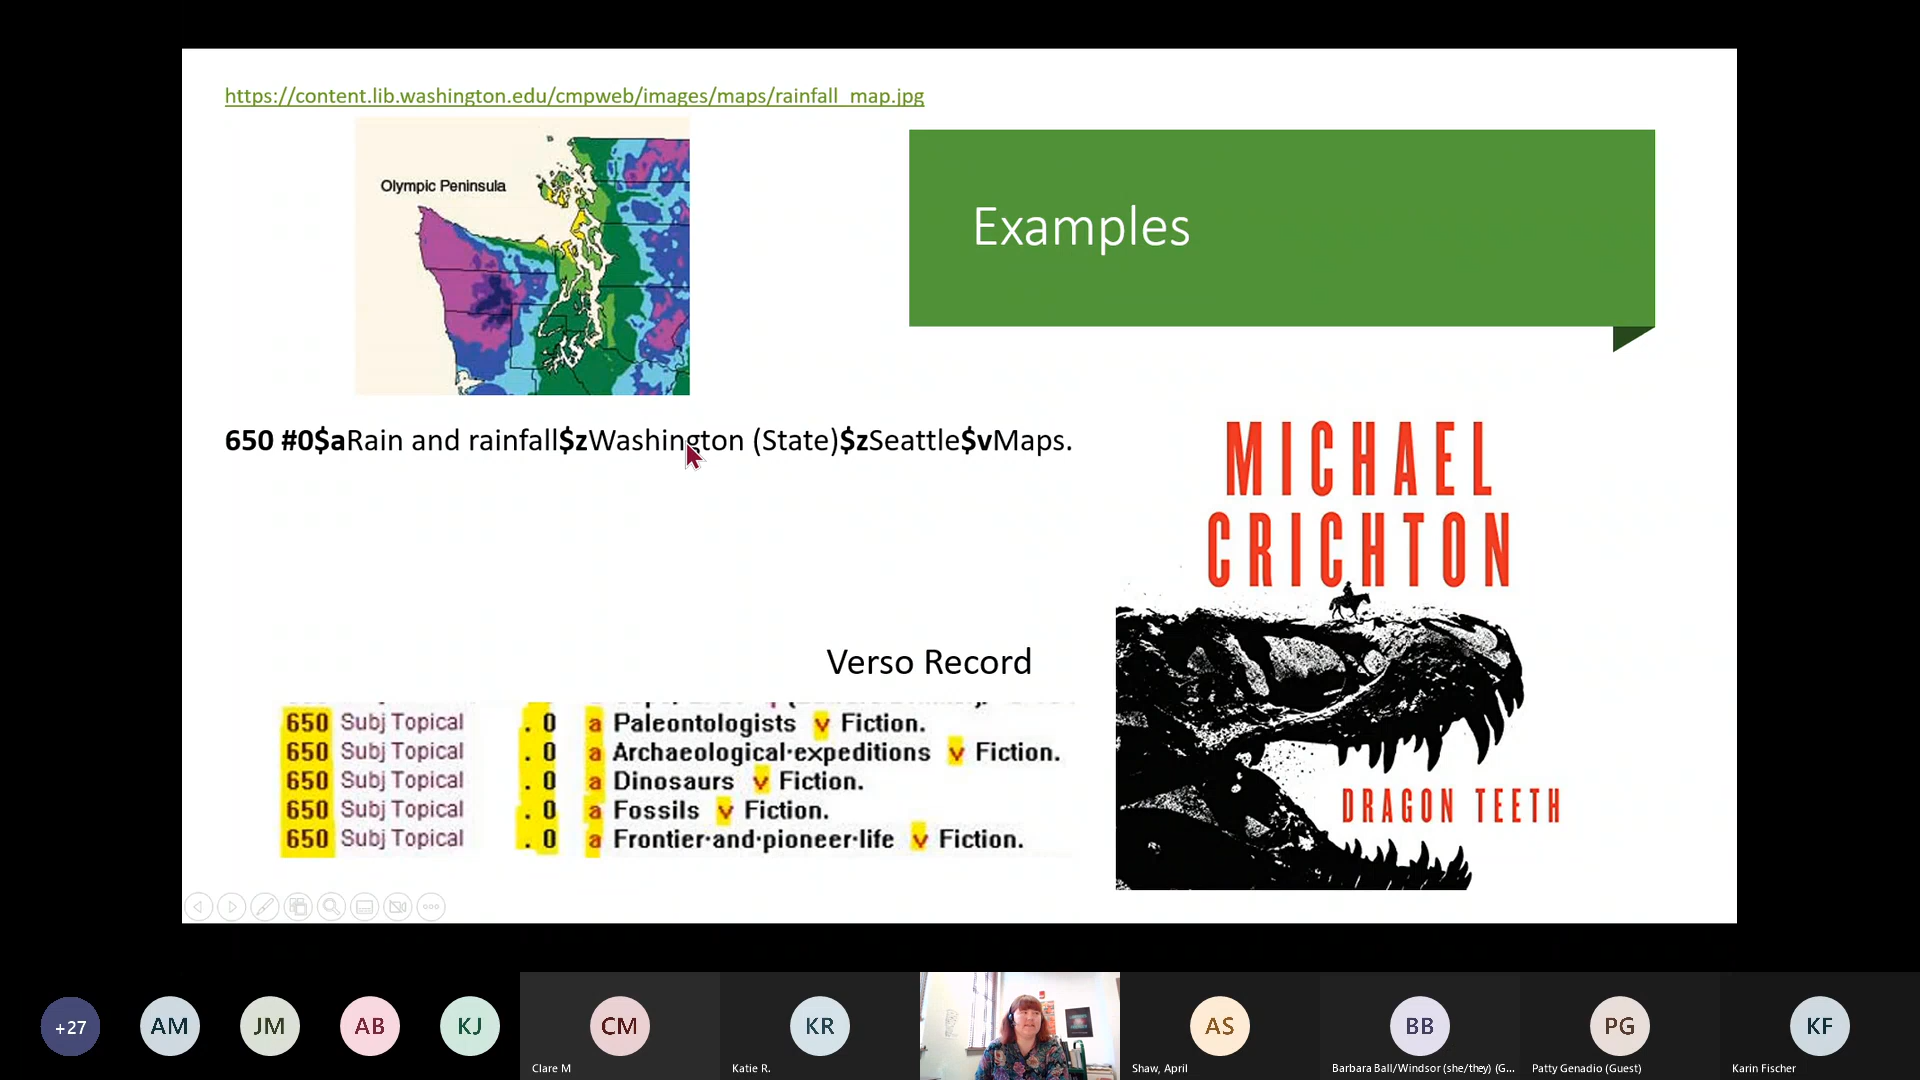 https://content.lib.washington.edu/cmpweb/images/maps/rainfall_map.jpg
Olympic Peninsula
Examples
650 #0$aRain and rainfall$zWashington (State)$zSeattle$vMaps.
MICHAEL
CRICHTON
DRAGON TEETH
Verso Record
650 Subj Topical . 0 a Paleontologists v Fiction.
650 Subj Topical . 0 a Archaeological·expeditions v Fiction.
650 Subj Topical . 0 a Dinosaurs v Fiction.
650 Subj Topical . 0 a Fossils v Fiction.
650 Subj Topical . 0 a Frontier·and·pioneer·life v Fiction.
+27 AM JM AB KJ CM KR AS BB PG KF
Clare M Katie R. Shaw, April Barbara Ball/Windsor (she/they) (G... Patty Genadio (Guest) Karin Fischer